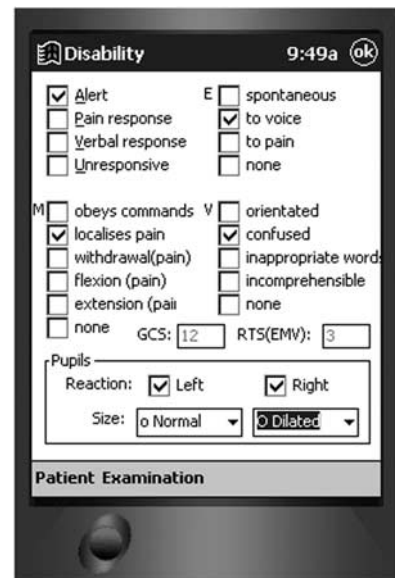 Disability 9:49a ok
Alert E spontaneous
Pain response to voice
Verbal response to pain
Unresponsive none
M obeys commands V orientated
localises pain confused
withdrawal(pain) inappropriate words
flexion (pain) incomprehensible
extension (paii none
none GCS: 12 RTS(EMV): 3
Pupils
Reaction: Left Right
Size: o Normal O Dilated
Patient Examination